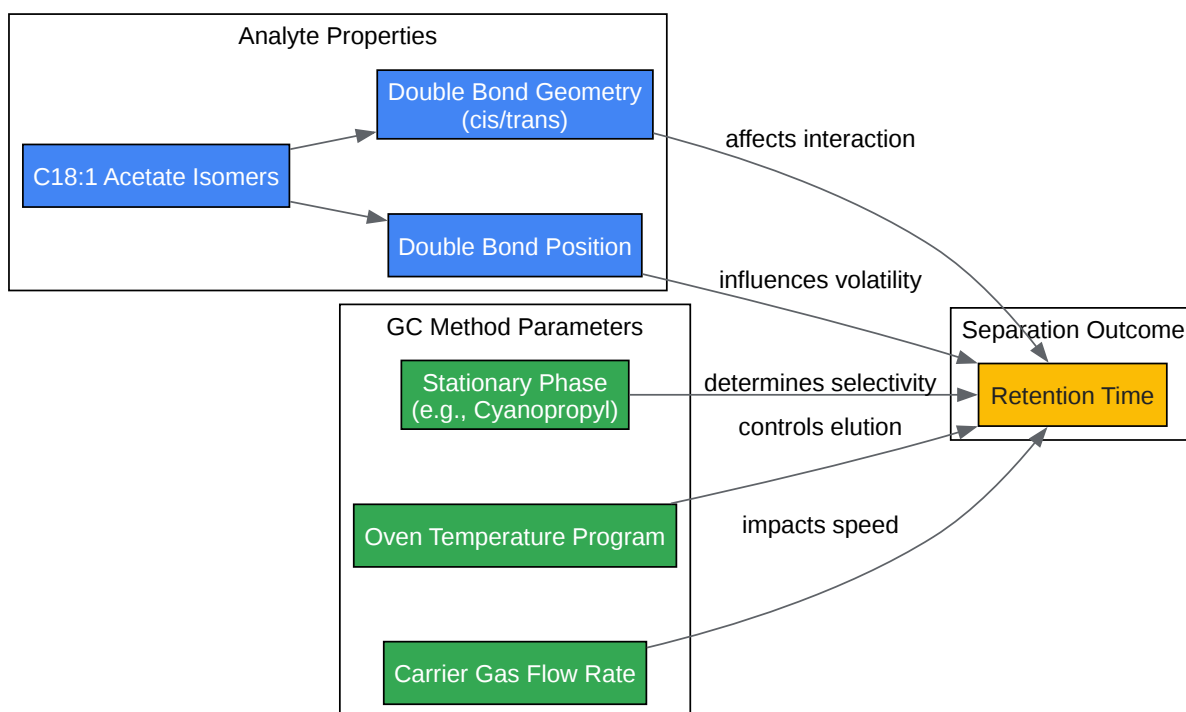 Analyte Properties
Double Bond Geometry
(cis/trans)
C18:1 Acetate Isomers
Double Bond Position
affects interaction
influences volatility
GC Method Parameters
Stationary Phase
(e.g., Cyanopropyl)
Oven Temperature Program
Carrier Gas Flow Rate
determines selectivity
controls elution
impacts speed
Separation Outcome
Retention Time